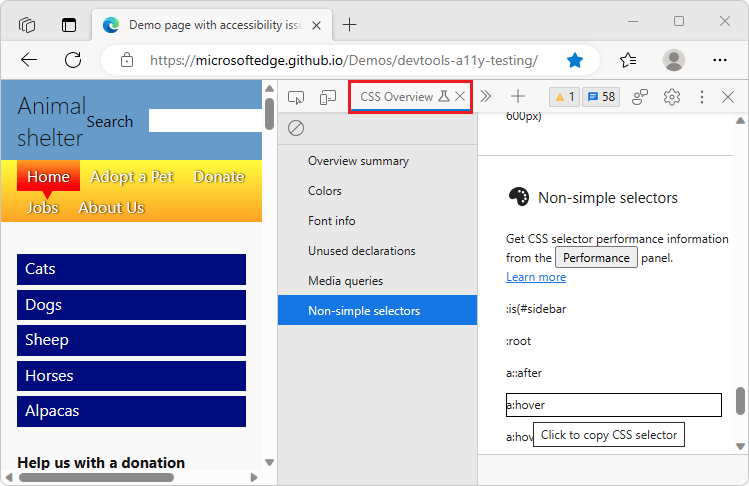 Demo page with accessibility issu
https://microsoftedge.github.io/Demos/devtools-a11y-testing/
Animal
shelter
Search
Home
Adopt a Pet
Donate
Jobs
About Us
Cats
Dogs
Sheep
Horses
Alpacas
Help us with a donation
CSS Overview
1
58
Overview summary
Colors
Font info
Unused declarations
Media queries
Non-simple selectors
600px)
Non-simple selectors
Get CSS selector performance information
from the Performance panel.
Learn more
:is(#sidebar
:root
a::after
a:hover
a:hov
Click to copy CSS selector